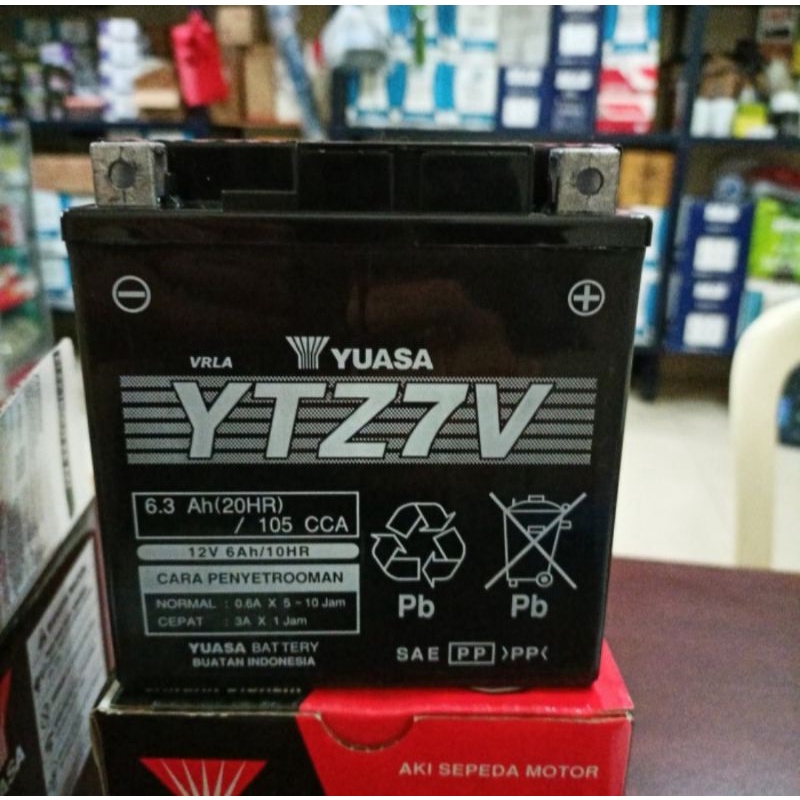 VRLA YUASA
YTZ7V
6.3 Ah(20HR)
/ 105 CCA
12V 6Ah/10HR
CARA PENYETROOMAN
NORMAL : 0.6A X 5 ~ 10 Jam
CEPAT : 3A X 1 Jam
YUASA BATTERY
BUATAN INDONESIA
Pb
Pb
SAE PP >PP<
AKI SEPEDA MOTOR
YUASA